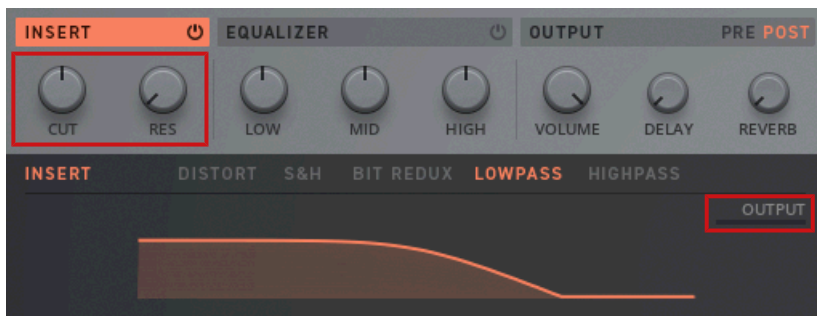 INSERT EQUALIZER OUTPUT PRE POST
CUT RES LOW MID HIGH VOLUME DELAY REVERB
INSERT DISTORT S&H BIT REDUX LOWPASS HIGHPASS
OUTPUT